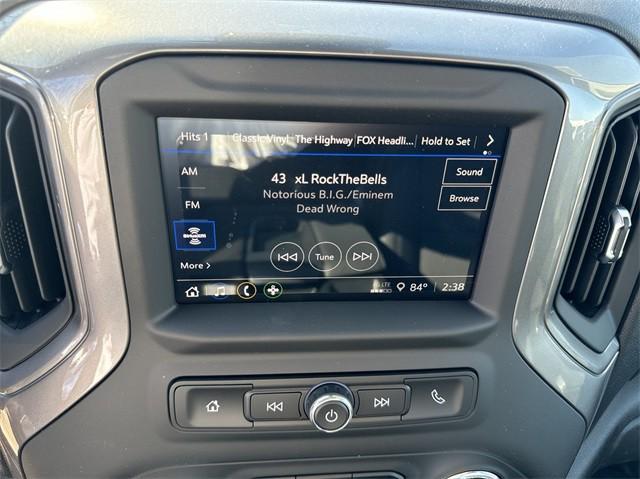 Hits 1 Classic Vinyl The Highway FOX Headli... Hold to Set
AM
43 xL RockTheBells
Sound
Notorious B.I.G./Eminem
Browse
FM
Dead Wrong
SIRIUSXM
Tune
More >
LTE 84° 2:38